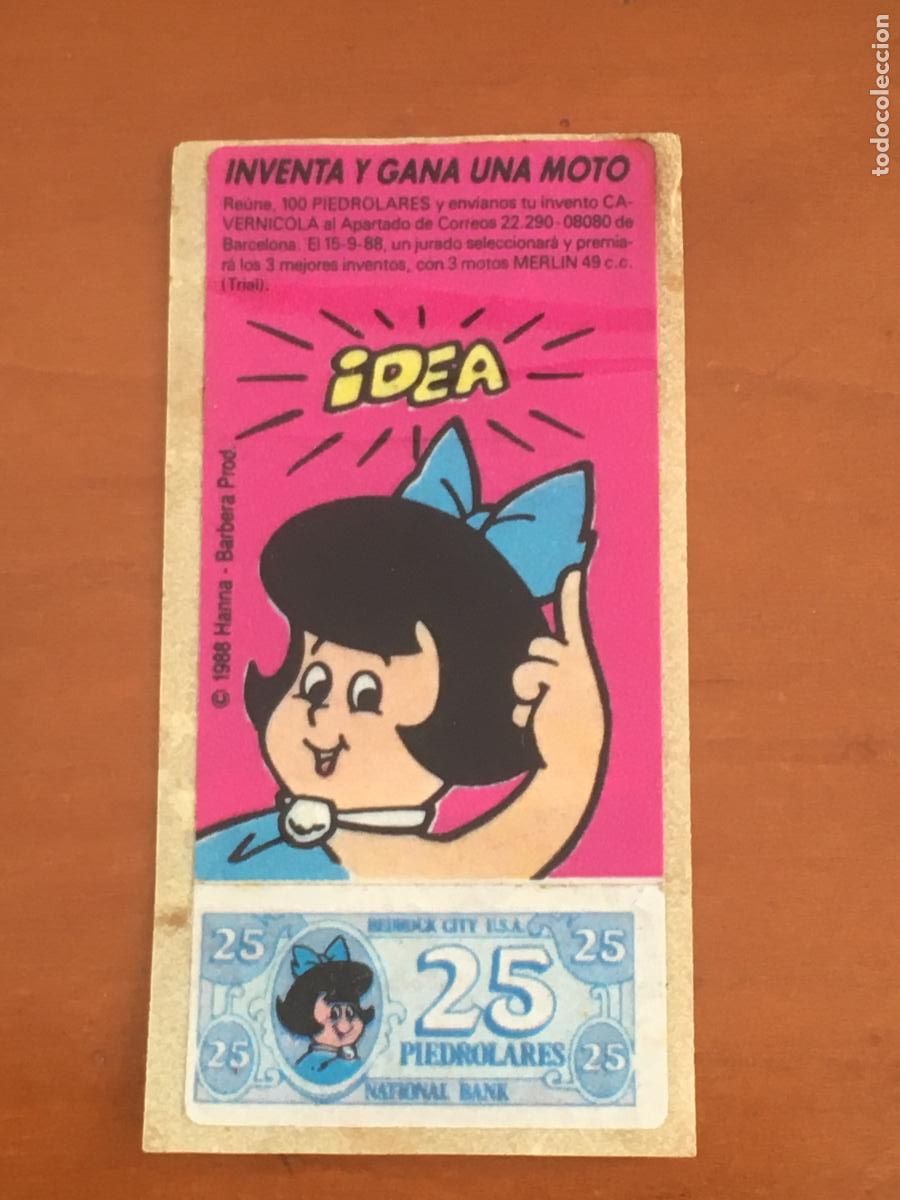 INVENTA Y GANA UNA MOTO
Reúne, 100 PIEDROLARES y envíanos tu invento CA-
VERNICOLA al Apartado de Correos 22.290-08080 de
Barcelona. El 15-9-88, un jurado seleccionará y premia-
rá los 3 mejores inventos, con 3 motos MERLIN 49 c.c.
(Trial).
iDEA
© 1988 Hanna - Barbera Prod.
BEDROCK CITY U.S.A.
25
25
25
PIEDROLARES
25
25
NATIONAL BANK
todocoleccion